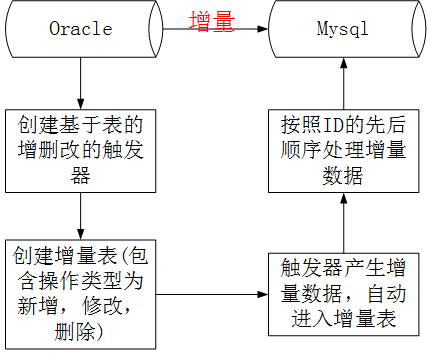 Oracle
增量
Mysql
创建基于表的
增删改的触发
器
按照ID的先后
顺序处理增量
数据
创建增量表(包
含操作类型为
新增，修改，
删除)
触发器产生增
量数据，自动
进入增量表